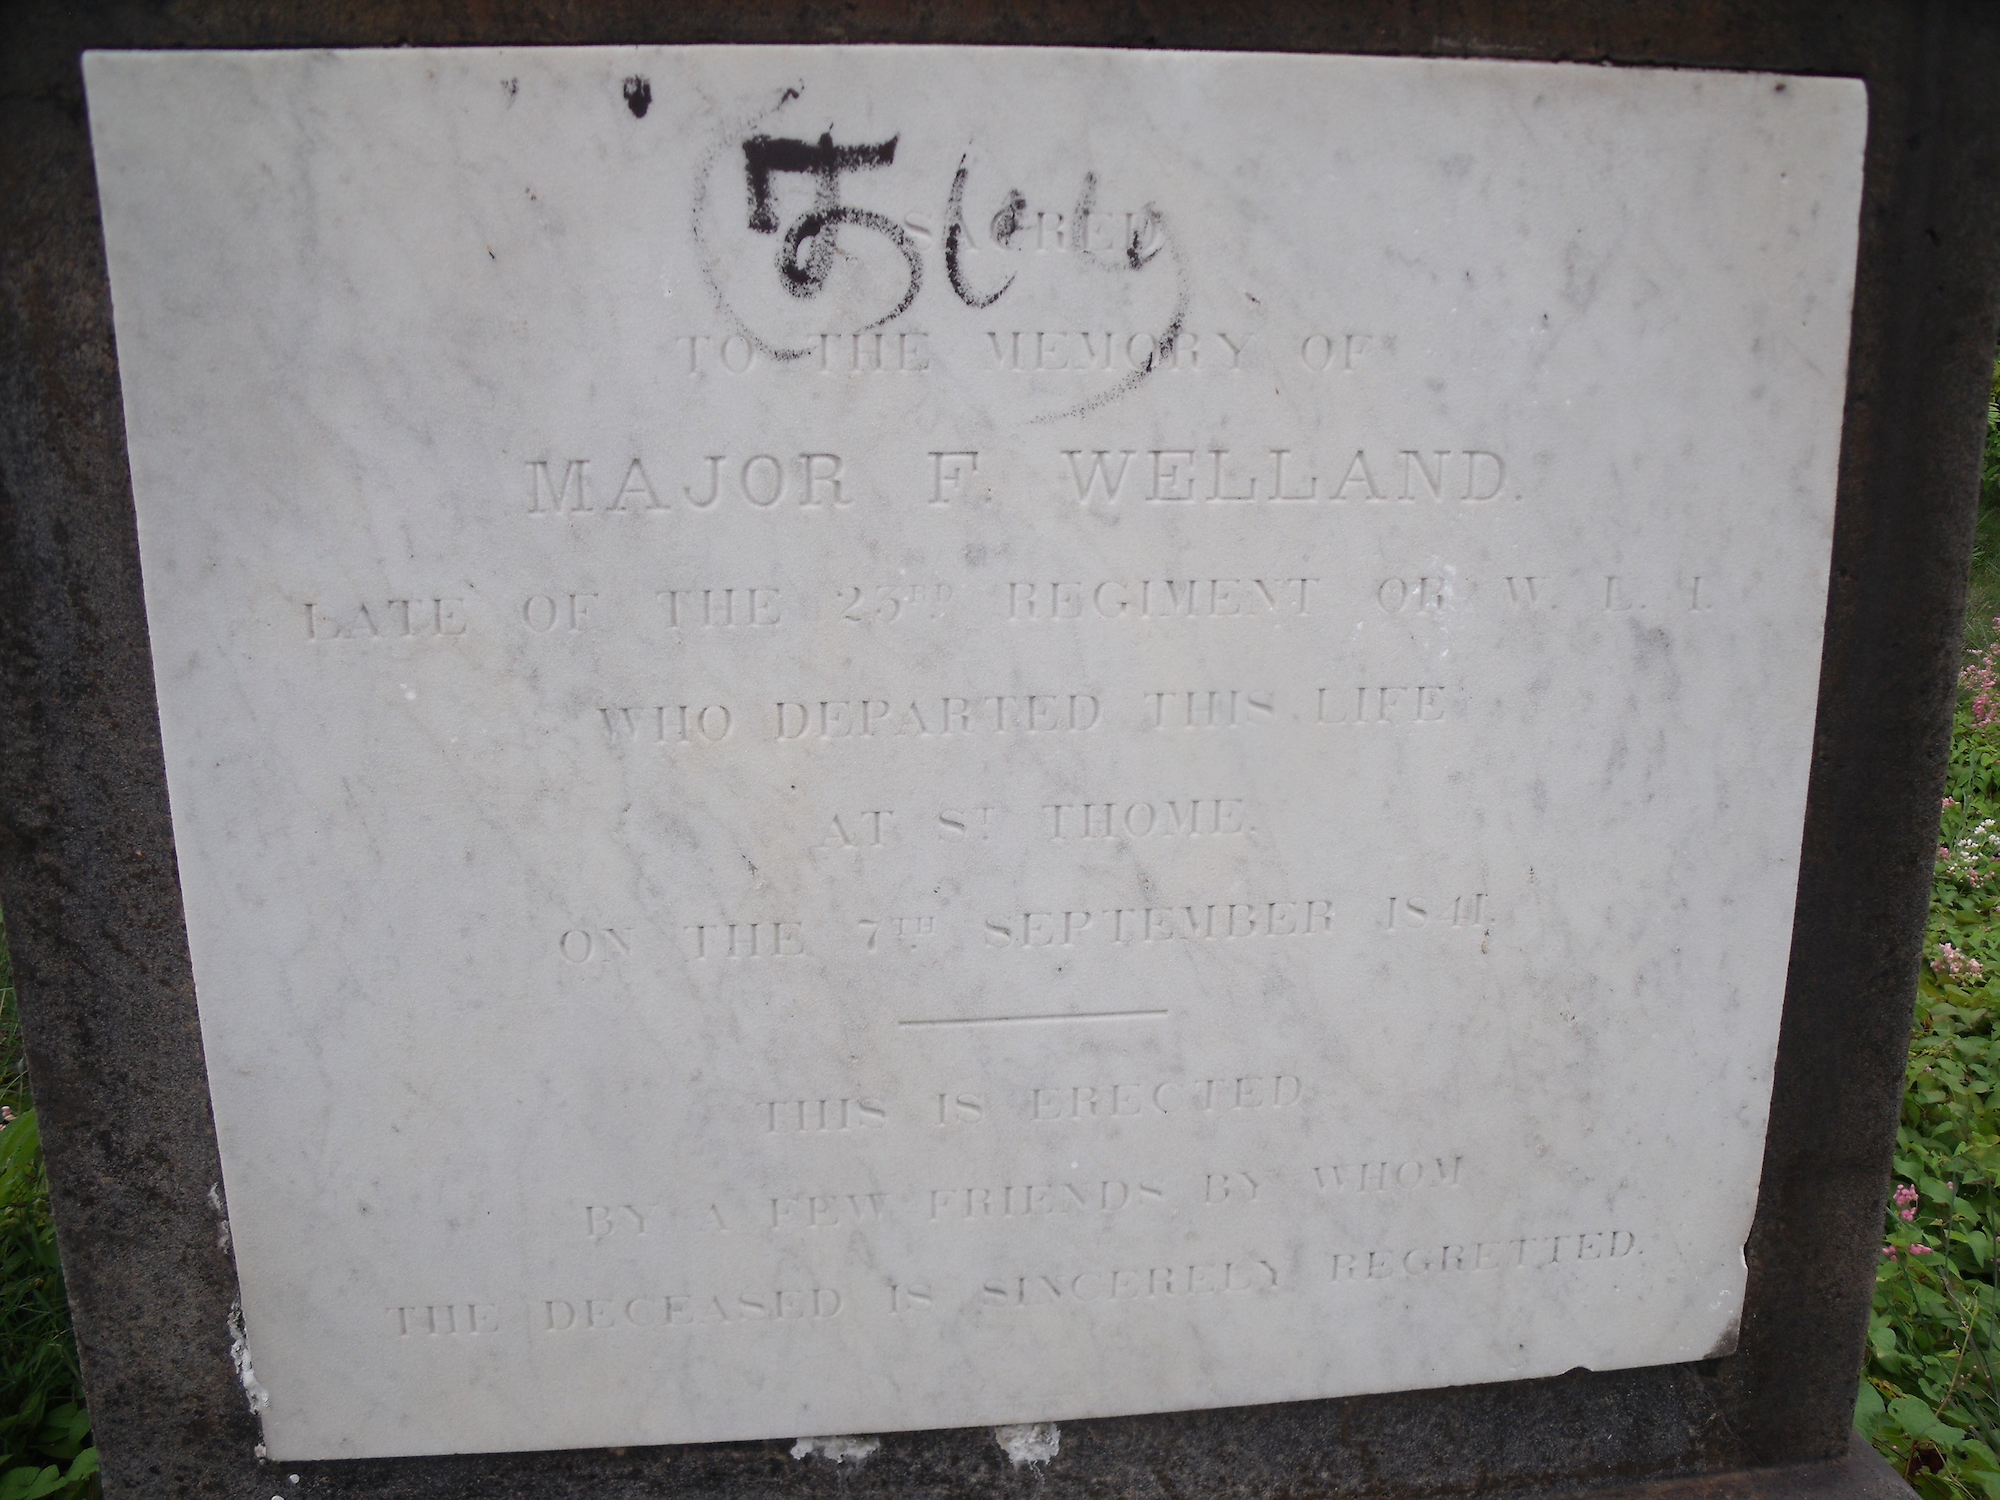 SACRED
TO THE MEMORY OF
MAJOR F. WELLAND.
LATE OF THE 23RD REGIMENT OR W. L. I.
WHO DEPARTED THIS LIFE
AT ST THOME.
ON THE 7TH SEPTEMBER 1841.
THIS IS ERECTED
BY A FEW FRIENDS, BY WHOM
THE DECEASED IS SINCERELY REGRETTED.